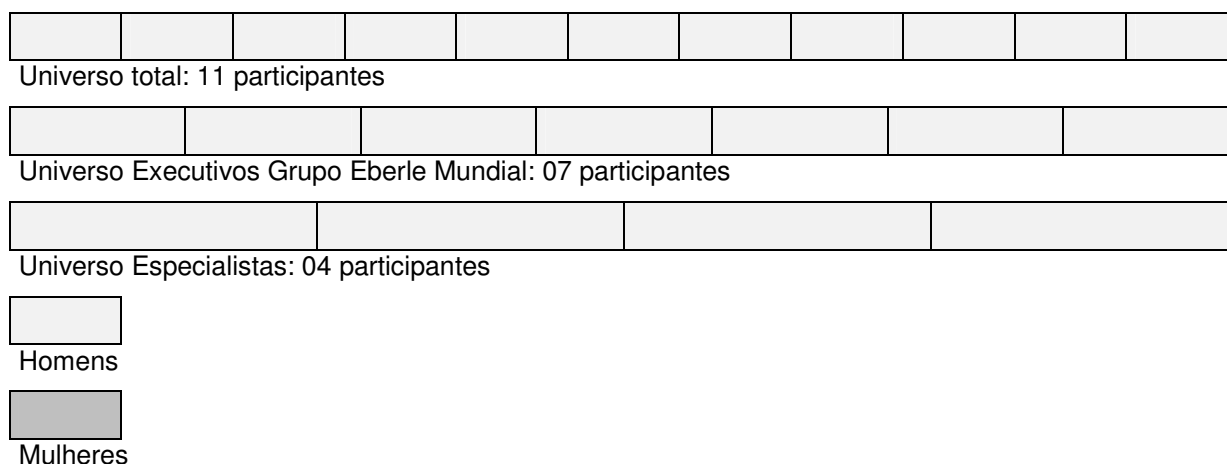 Universo total: 11 participantes
Universo Executivos Grupo Eberle Mundial: 07 participantes
Universo Especialistas: 04 participantes
Homens
Mulheres